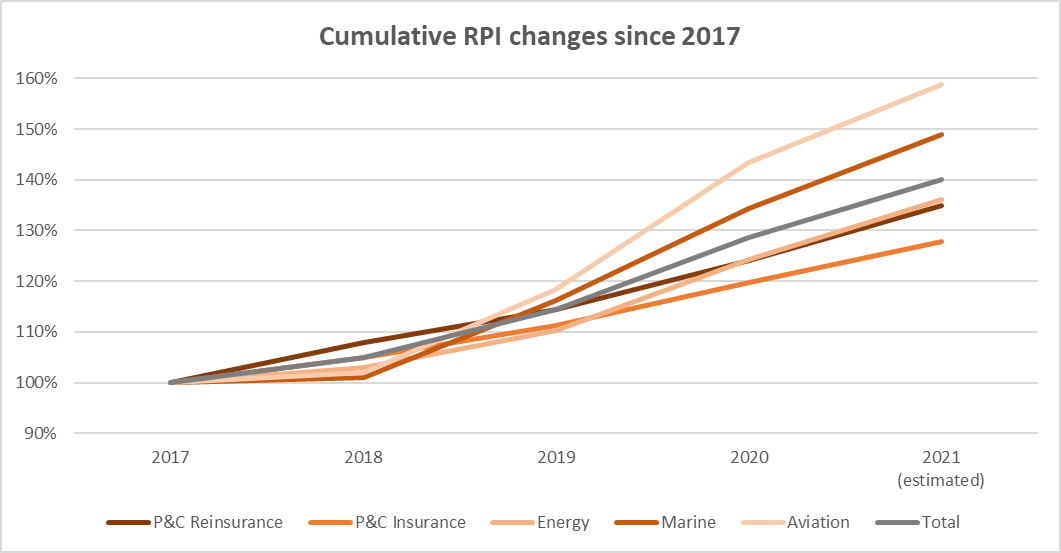 Cumulative RPI changes since 2017
160%
150%
140%
130%
120%
110%
100%
90%
2017 2018 2019 2020 2021
(estimated)
P&C Reinsurance P&C Insurance Energy Marine Aviation Total